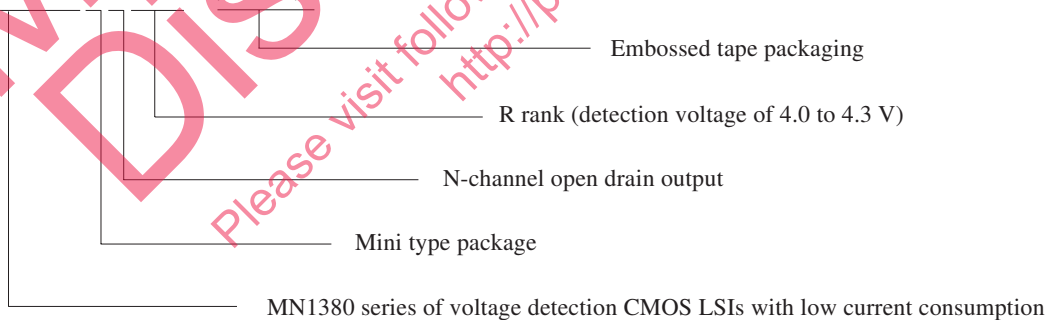 Embossed tape packaging
R rank (detection voltage of 4.0 to 4.3 V)
N-channel open drain output
Mini type package
MN1380 series of voltage detection CMOS LSIs with low current consumption
DIS
Please visit follo
http://p